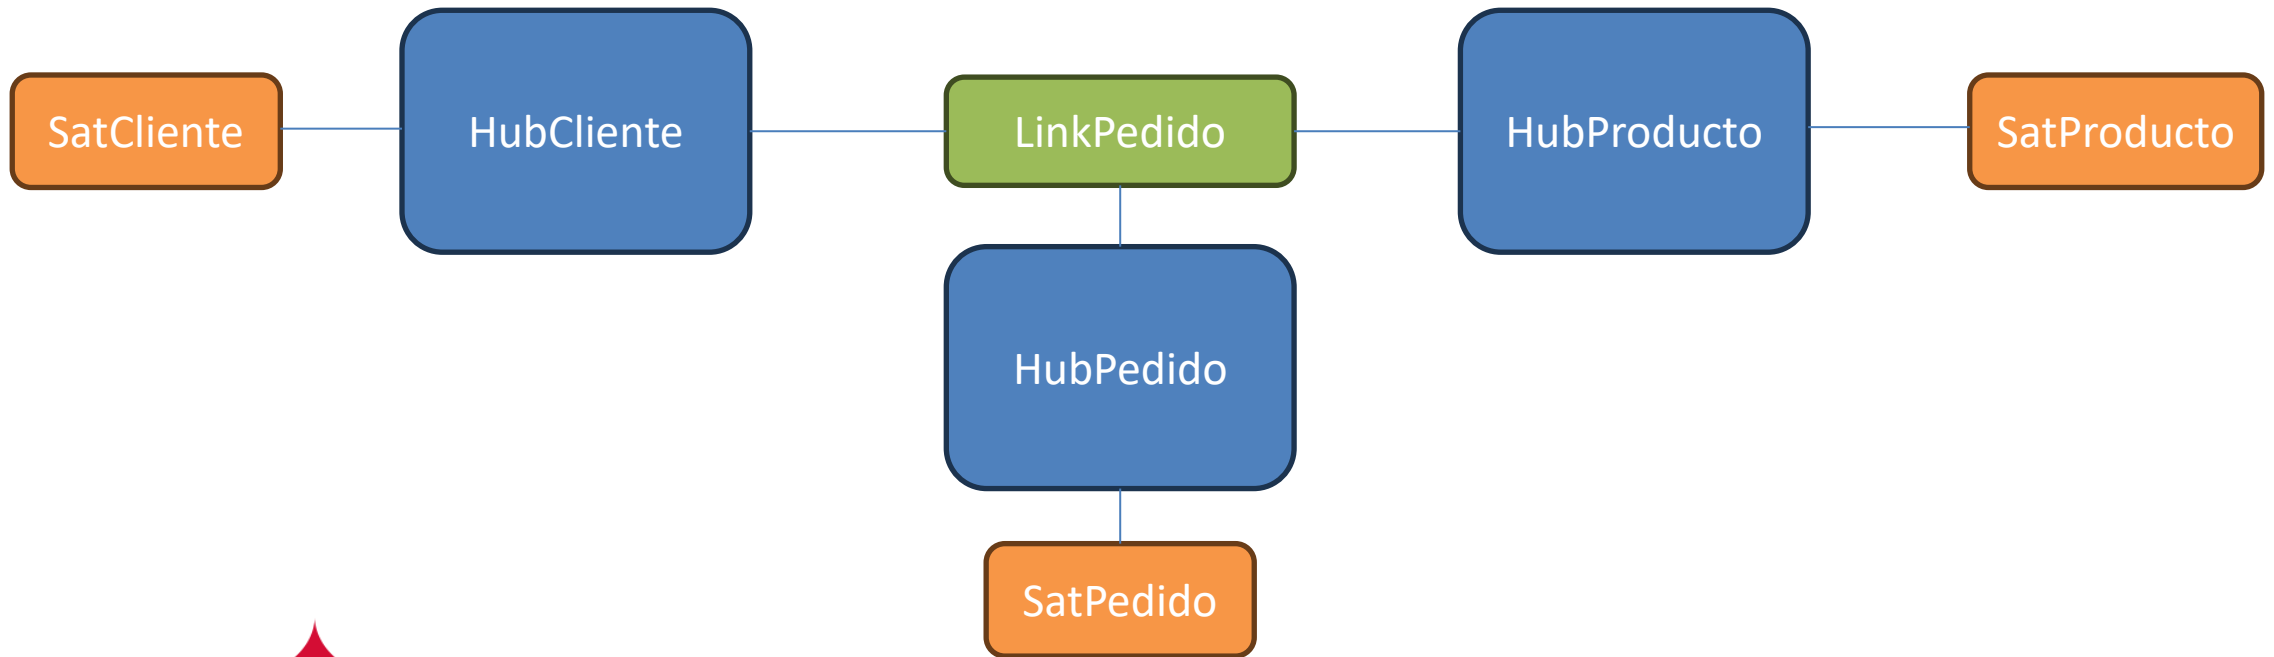 SatCliente
HubCliente
LinkPedido
HubProducto
SatProducto
HubPedido
SatPedido